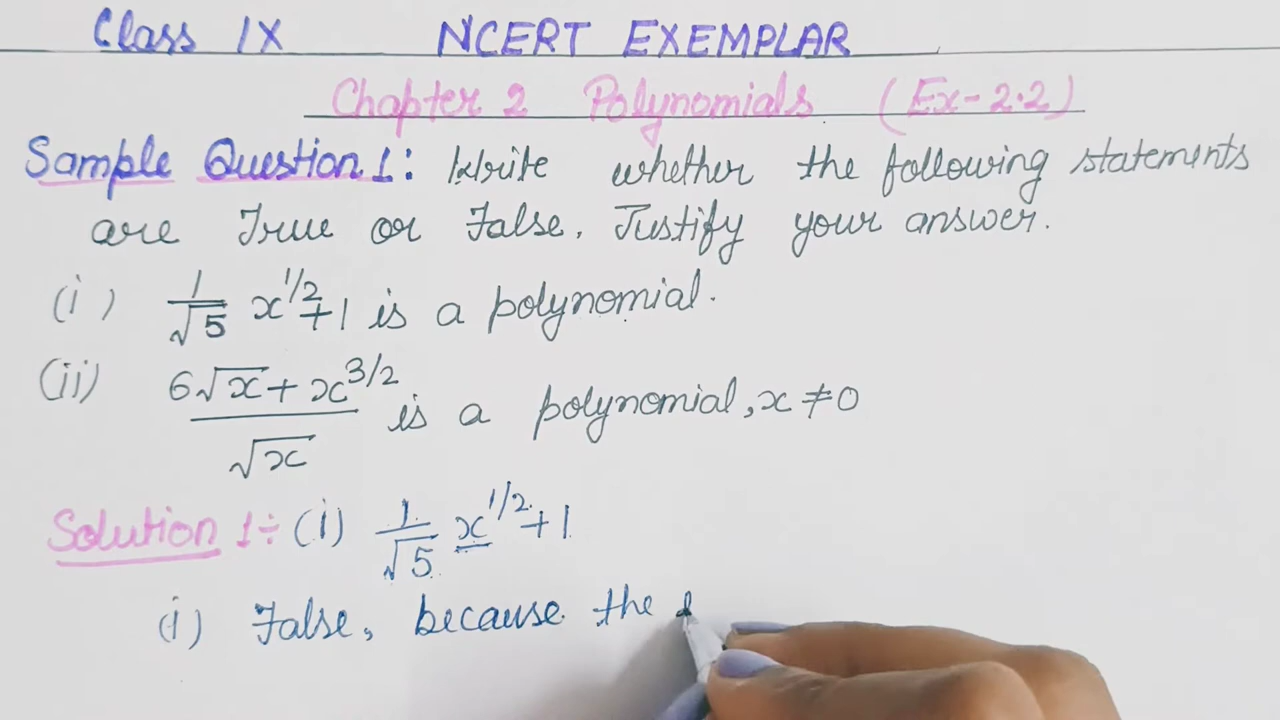 Class IX NCERT EXEMPLAR
Chapter 2 Polynomials (Ex-2.2)
Sample Question 1: Write whether the following statements
are True or False. Justify your answer.
(i) 1/√5 x^1/2+1 is a polynomial.
(ii) 6√x+x^3/2 / √x is a polynomial, x≠0
Solution 1÷ (i) 1/√5 x^1/2+1
(i) False, because the